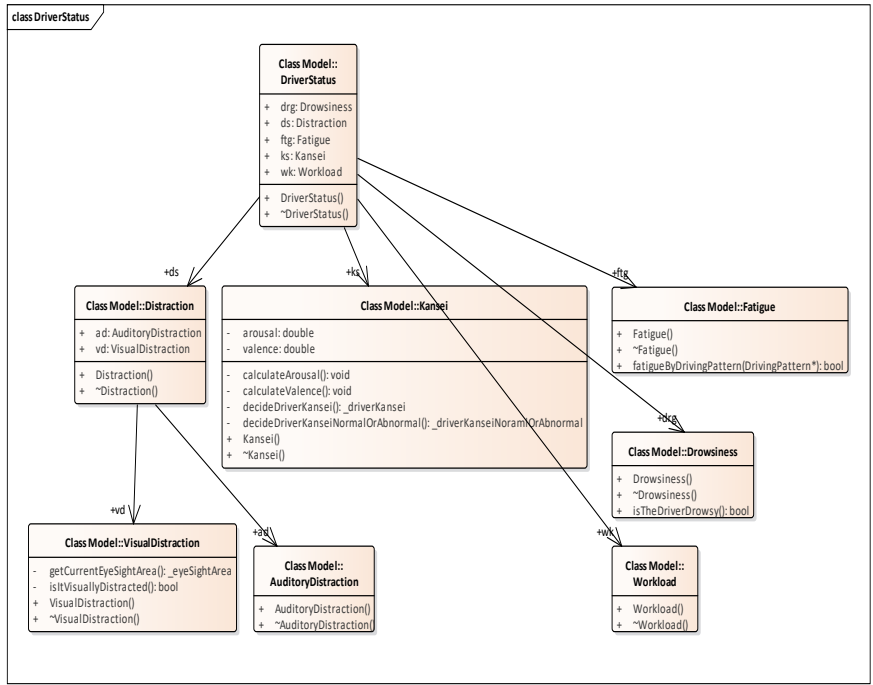 class DriverStatus
Class Model::
DriverStatus
+ drg: Drowsiness
+ ds: Distraction
+ ftg: Fatigue
+ ks: Kansei
+ wk: Workload
+ DriverStatus()
+ ~DriverStatus()
+ds
+ks
+ftg
Class Model::Distraction
+ ad: AuditoryDistraction
+ vd: VisualDistraction
+ Distraction()
+ ~Distraction()
Class Model::Kansei
- arousal: double
- valence: double
- calculateArousal(): void
- calculateValence(): void
- decideDriverKansei(): _driverKansei
- decideDriverKanseiNormalOrAbnormal(): _driverKanseiNoramlOrAbnormal
+ Kansei()
+ ~Kansei()
Class Model::Fatigue
+ Fatigue()
+ ~Fatigue()
+ fatigueByDrivingPattern(DrivingPattern*): bool
+drg
Class Model::Drowsiness
+ Drowsiness()
+ ~Drowsiness()
+ isTheDriverDrowsy(): bool
+vd
+ad
+wk
Class Model::VisualDistraction
- getCurrentEyeSightArea(): _eyeSightArea
- isItVisuallyDistracted(): bool
+ VisualDistraction()
+ ~VisualDistraction()
Class Model::
AuditoryDistraction
+ AuditoryDistraction()
+ ~AuditoryDistraction()
Class Model::
Workload
+ Workload()
+ ~Workload()